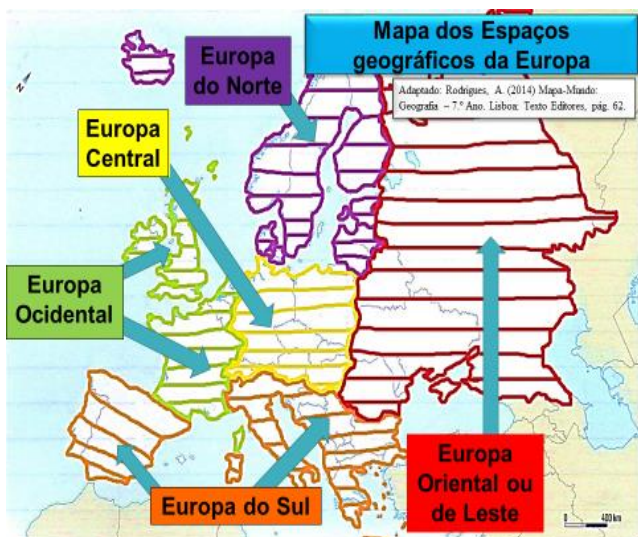 Mapa dos Espaços
geográficos da Europa
Adaptado: Rodrigues, A. (2014) Mapa-Mundo:
Geografia – 7.º Ano. Lisboa: Texto Editores, pág. 62.
Europa
do Norte
Europa
Central
Europa
Ocidental
Europa do Sul
Europa
Oriental ou
de Leste
0 400 km